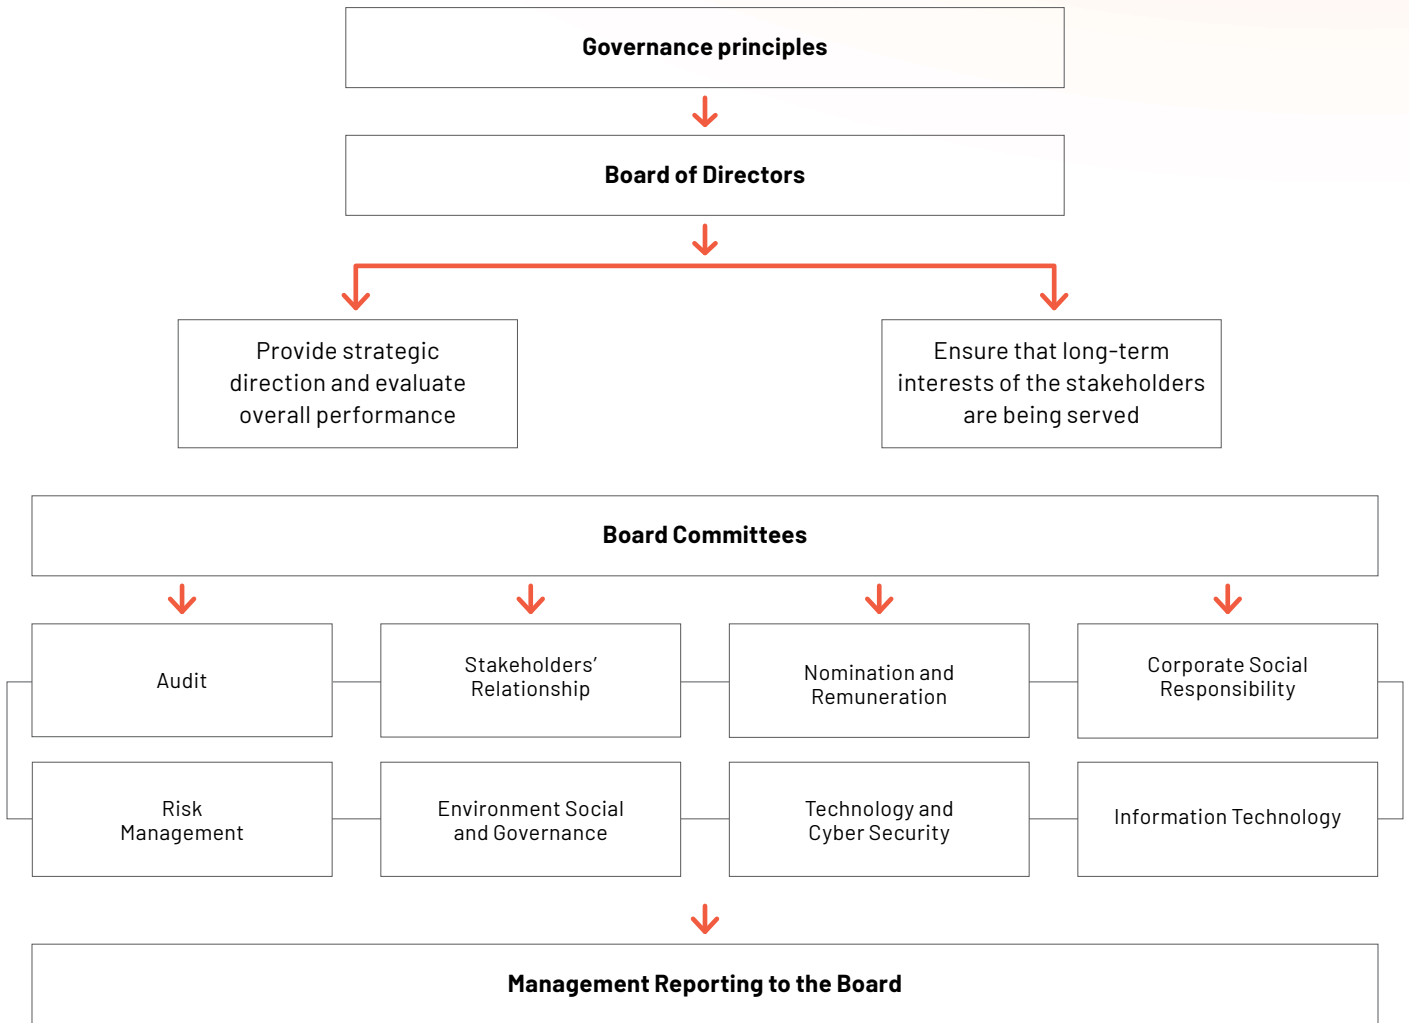 Governance principles
Board of Directors
Provide strategic
direction and evaluate
overall performance
Ensure that long-term
interests of the stakeholders
are being served
Board Committees
Audit
Stakeholders’
Relationship
Nomination and
Remuneration
Corporate Social
Responsibility
Risk
Management
Environment Social
and Governance
Technology and
Cyber Security
Information Technology
Management Reporting to the Board